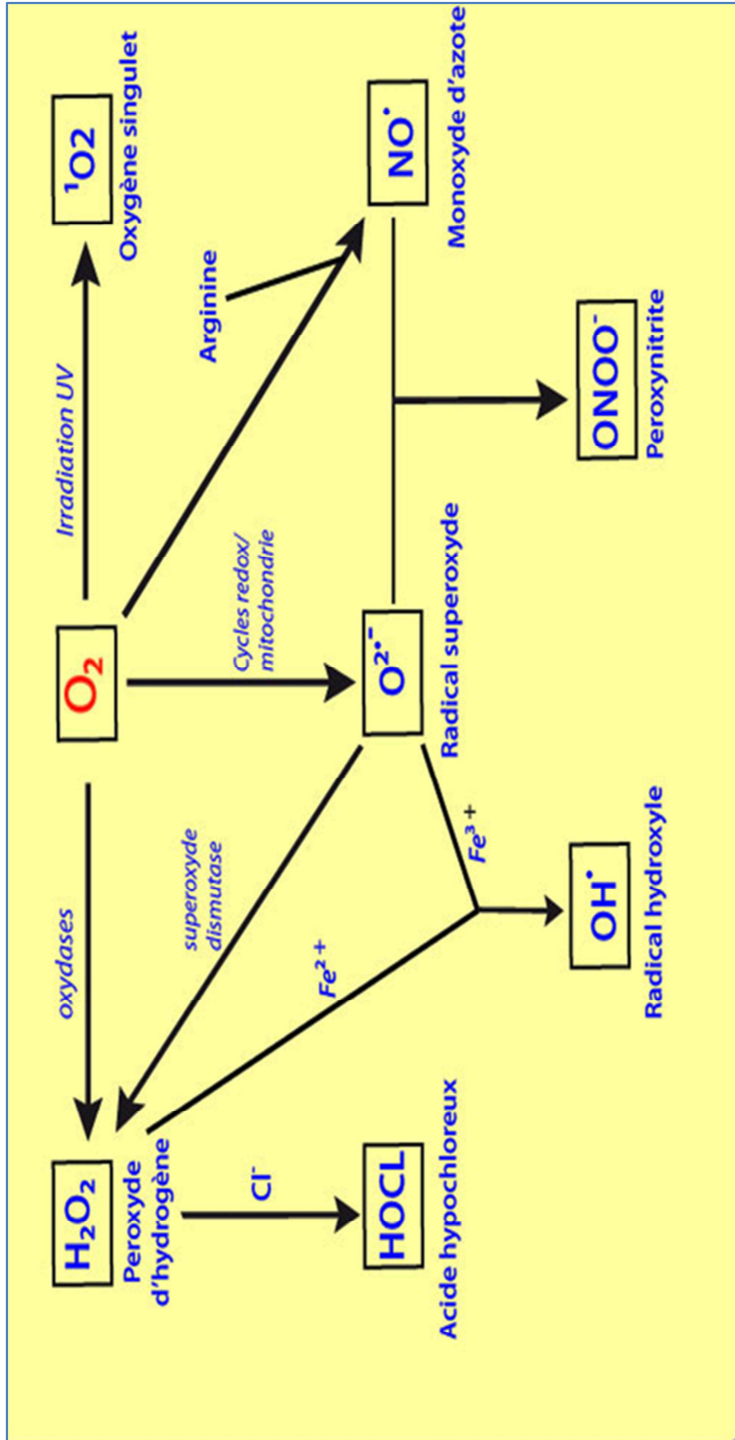 oxydases
Irradiation UV
H₂O₂
O₂
¹O2
Peroxyde
d'hydrogène
Oxygène singulet
superoxyde
dismutase
Cycles redox/
mitochondrie
Arginine
Cl⁻
Fe²⁺
HOCL
O²•⁻
NO•
Acide hypochloreux
Fe³⁺
Radical superoxyde
Monoxyde d'azote
OH•
ONOO⁻
Radical hydroxyle
Peroxynitrite